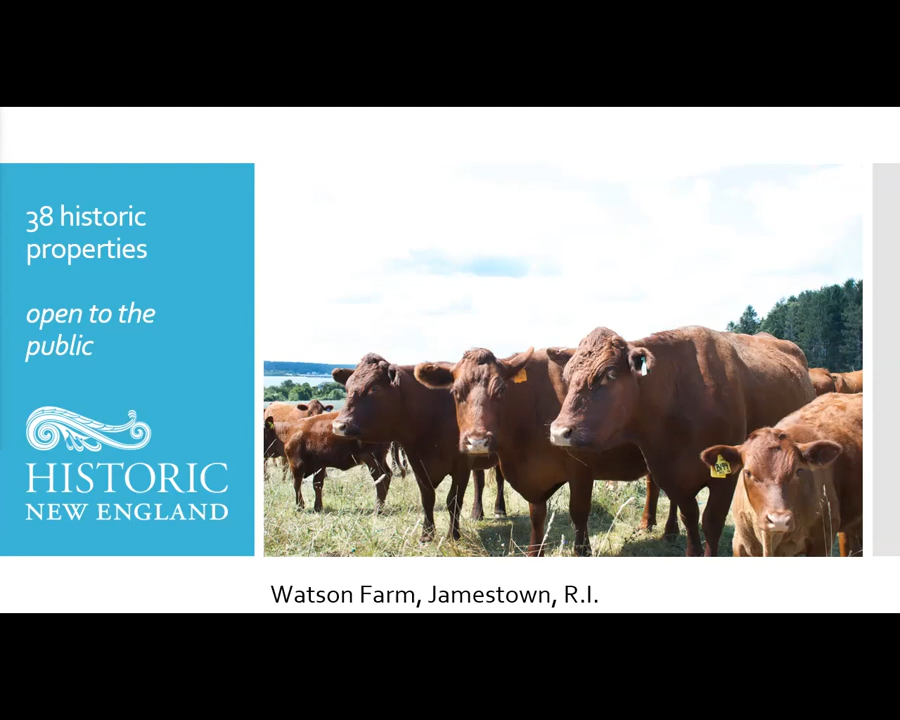 38 historic
properties
open to the
public
HISTORIC
NEW ENGLAND
Watson Farm, Jamestown, R.I.